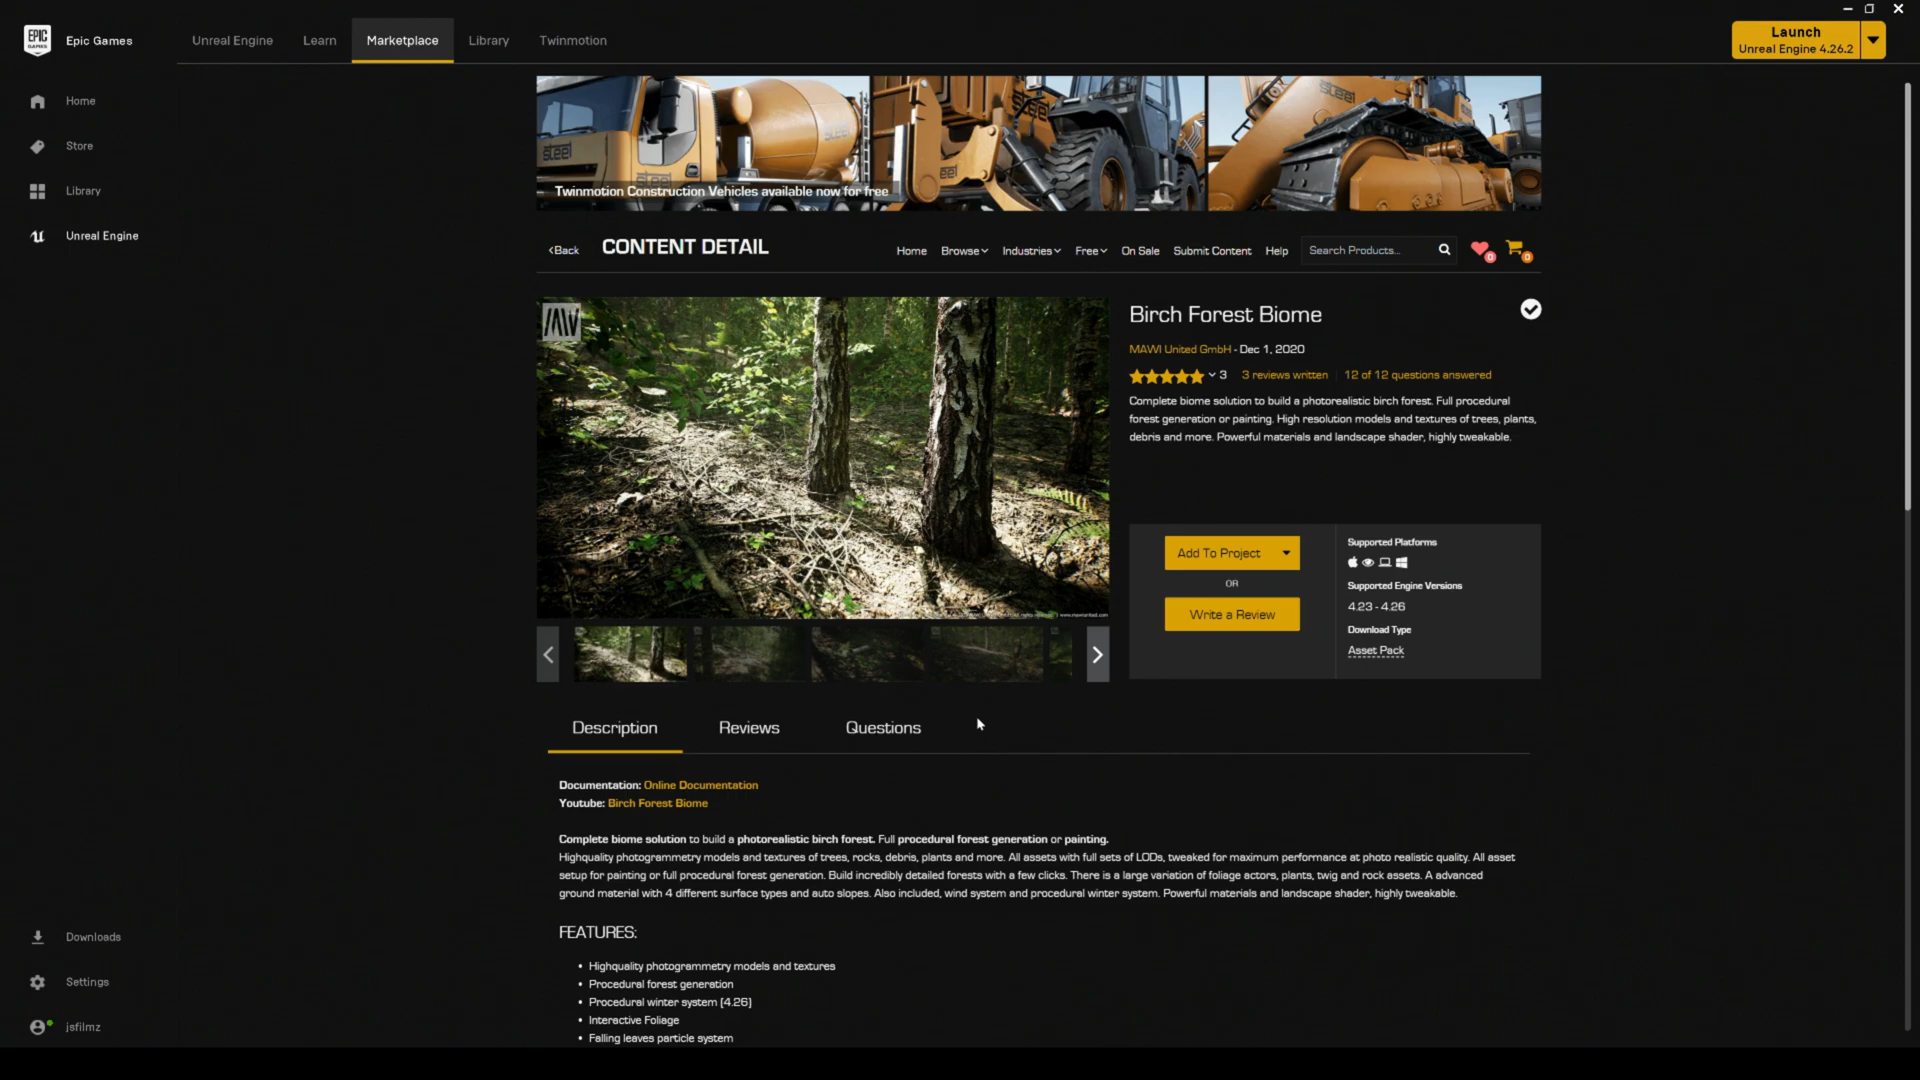 EPIC GAMES
Epic Games
Unreal Engine
Learn
Marketplace
Library
Twinmotion
Launch
Unreal Engine 4.26.2
Home
Store
Library
Unreal Engine
Downloads
Settings
jsfilmz
steel
steel
steel
Twinmotion Construction Vehicles available now for free
Back
CONTENT DETAIL
Home
Browse
Industries
Free
On Sale
Submit Content
Help
Search Products...
0
0
Birch Forest Biome
MAWI United GmbH - Dec 1, 2020
3
3 reviews written
12 of 12 questions answered
Complete biome solution to build a photorealistic birch forest. Full procedural
forest generation or painting. High resolution models and textures of trees, plants,
debris and more. Powerful materials and landscape shader, highly tweakable.
Add To Project
OR
Write a Review
Supported Platforms
Supported Engine Versions
4.23 - 4.26
Download Type
Asset Pack
Description
Reviews
Questions
Documentation: Online Documentation
Youtube: Birch Forest Biome
Complete biome solution to build a photorealistic birch forest. Full procedural forest generation or painting.
Highquality photogrammetry models and textures of trees, rocks, debris, plants and more. All assets with full sets of LODs, tweaked for maximum performance at photo realistic quality. All asset
setup for painting or full procedural forest generation. Build incredibly detailed forests with a few clicks. There is a large variation of foliage actors, plants, twig and rock assets. A advanced
ground material with 4 different surface types and auto slopes. Also included, wind system and procedural winter system. Powerful materials and landscape shader, highly tweakable.
FEATURES:
• Highquality photogrammetry models and textures
• Procedural forest generation
• Procedural winter system [4.26]
• Interactive Foliage
• Falling leaves particle system